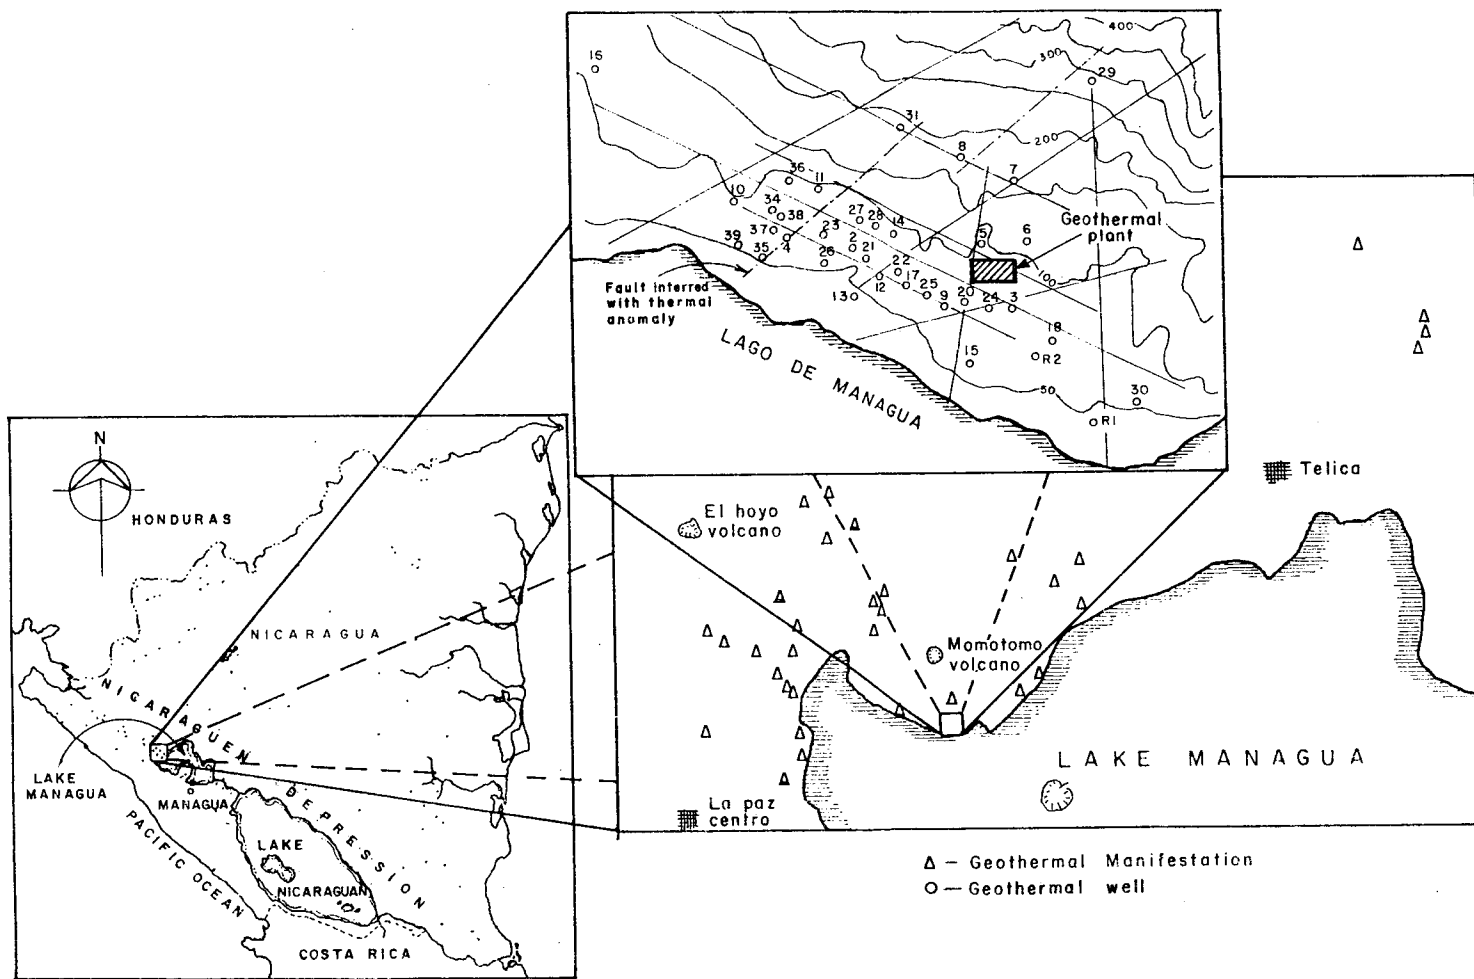 400
300
200
100
50
16
29
31
8
7
36
11
10
34
38
37
4
39
35
23
27
28
14
2
21
26
22
17
12
25
13
9
20
24
3
5
6
18
R2
15
30
R1
Geothermal
plant
Fault inferred
with thermal
anomaly
LAGO DE MANAGUA
Telica
El hoyo
volcano
Momotomo
volcano
LAKE MANAGUA
La paz
centro
N
HONDURAS
NICARAGUA
NICARAGUEN DEPRESSION
LAKE
MANAGUA
MANAGUA
PACIFIC OCEAN
LAKE
NICARAGUAN
COSTA RICA
Δ – Geothermal Manifestation
O – Geothermal well